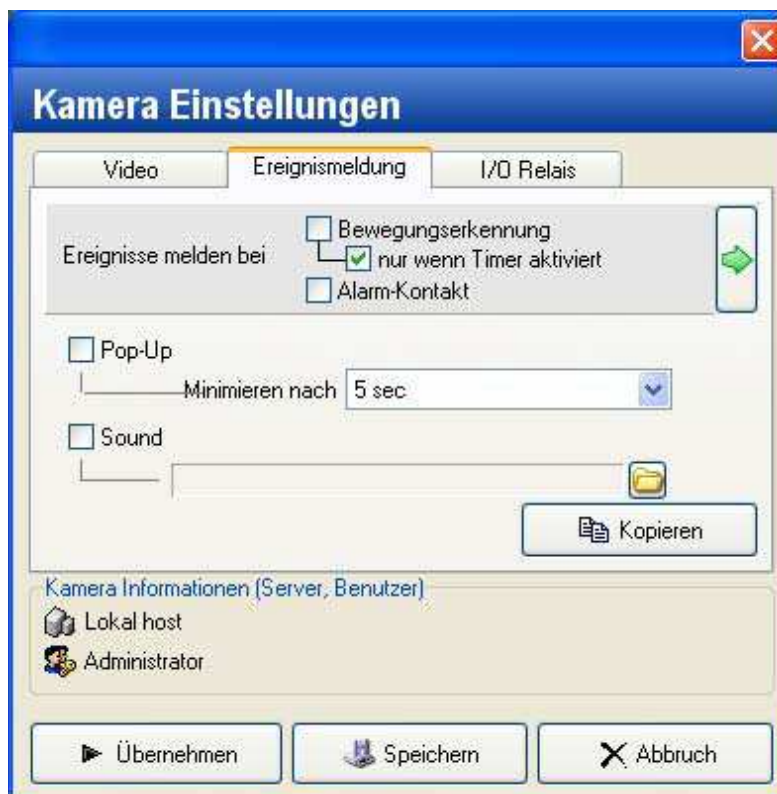 Kamera Einstellungen
Video
Ereignismeldung
I/O Relais
Ereignisse melden bei
Bewegungserkennung
nur wenn Timer aktiviert
Alarm-Kontakt
Pop-Up
Minimieren nach
5 sec
Sound
Kopieren
Kamera Informationen (Server, Benutzer)
Lokal host
Administrator
Übernehmen
Speichern
Abbruch